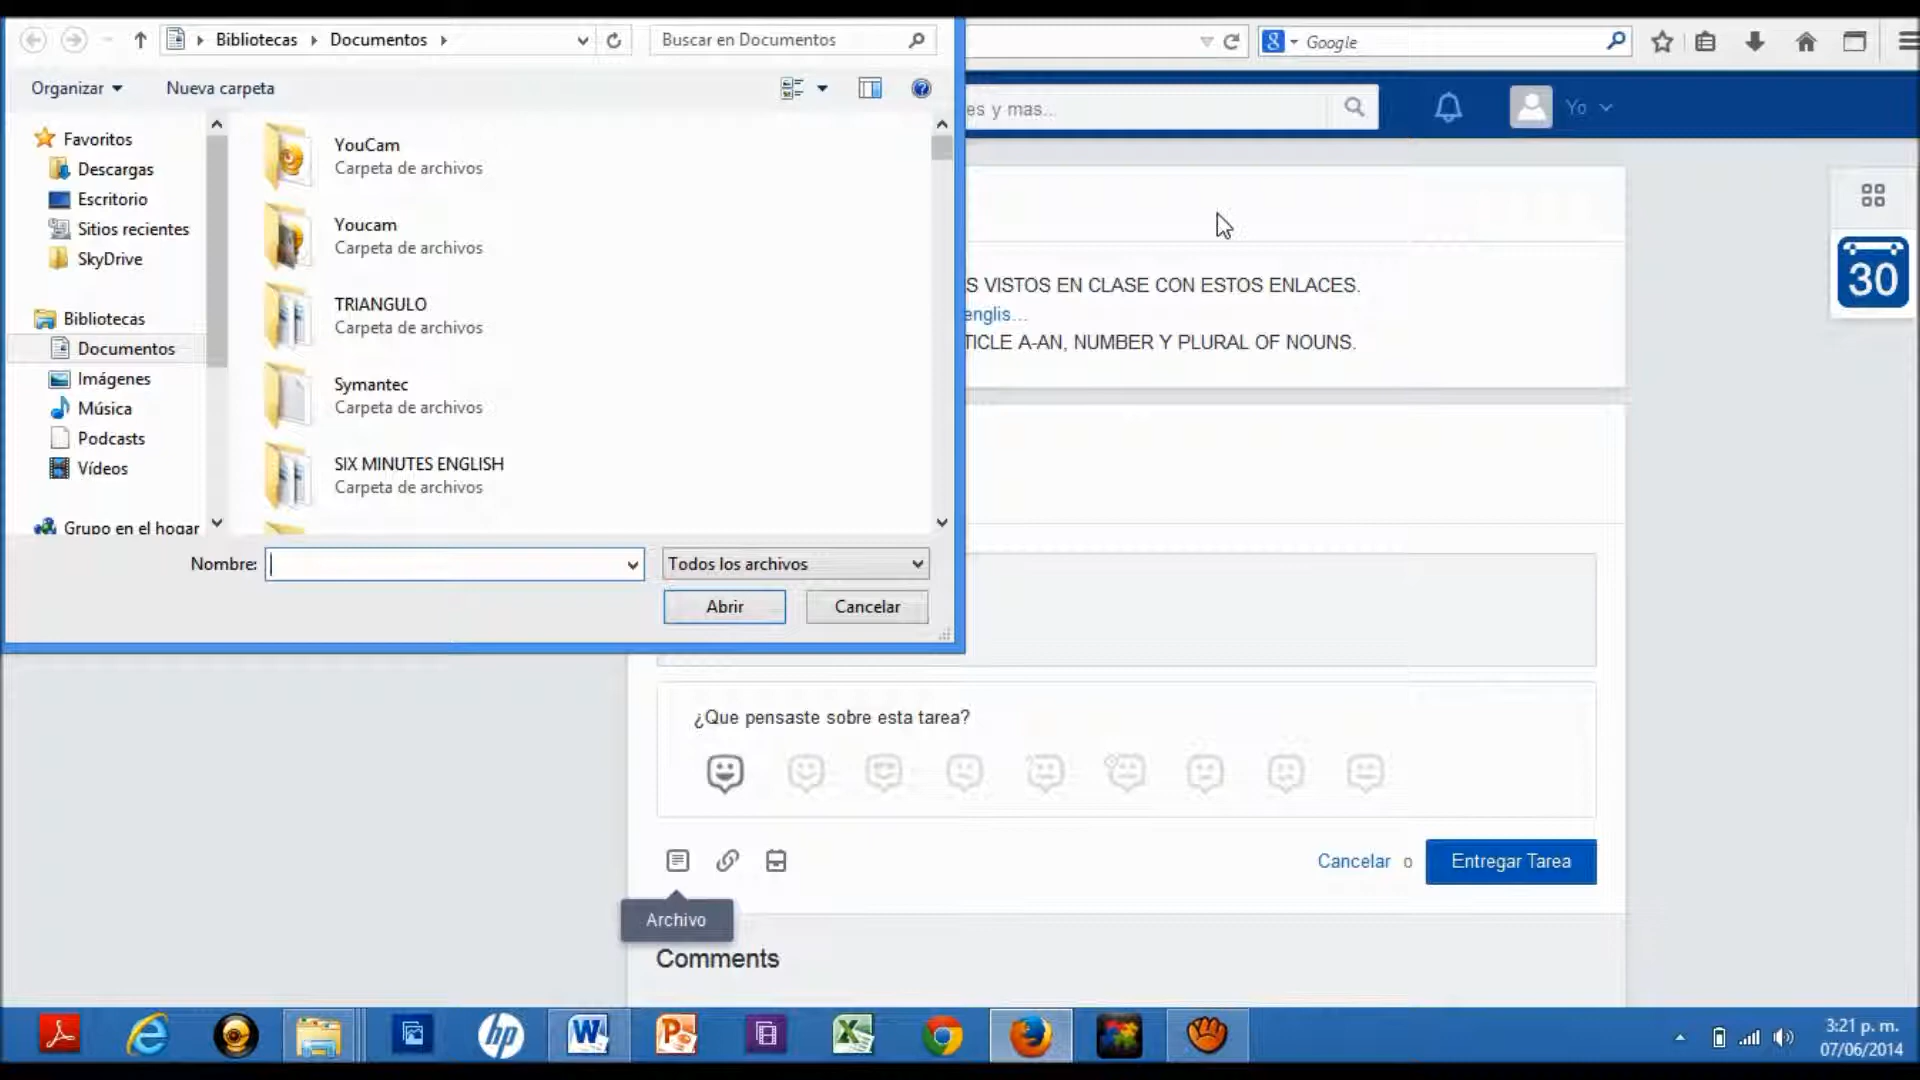 Bibliotecas
Documentos
Buscar en Documentos
Google
Organizar
Nueva carpeta
es y mas...
Yo
Favoritos
Descargas
Escritorio
Sitios recientes
SkyDrive
Bibliotecas
Documentos
Imágenes
Música
Podcasts
Vídeos
Grupo en el hogar
YouCam
Carpeta de archivos
Youcam
Carpeta de archivos
TRIANGULO
Carpeta de archivos
Symantec
Carpeta de archivos
SIX MINUTES ENGLISH
Carpeta de archivos
Nombre:
Todos los archivos
Abrir
Cancelar
S VISTOS EN CLASE CON ESTOS ENLACES.
englis...
TICLE A-AN, NUMBER Y PLURAL OF NOUNS.
30
¿Que pensaste sobre esta tarea?
Cancelar o Entregar Tarea
Archivo
Comments
3:21 p. m.
07/06/2014